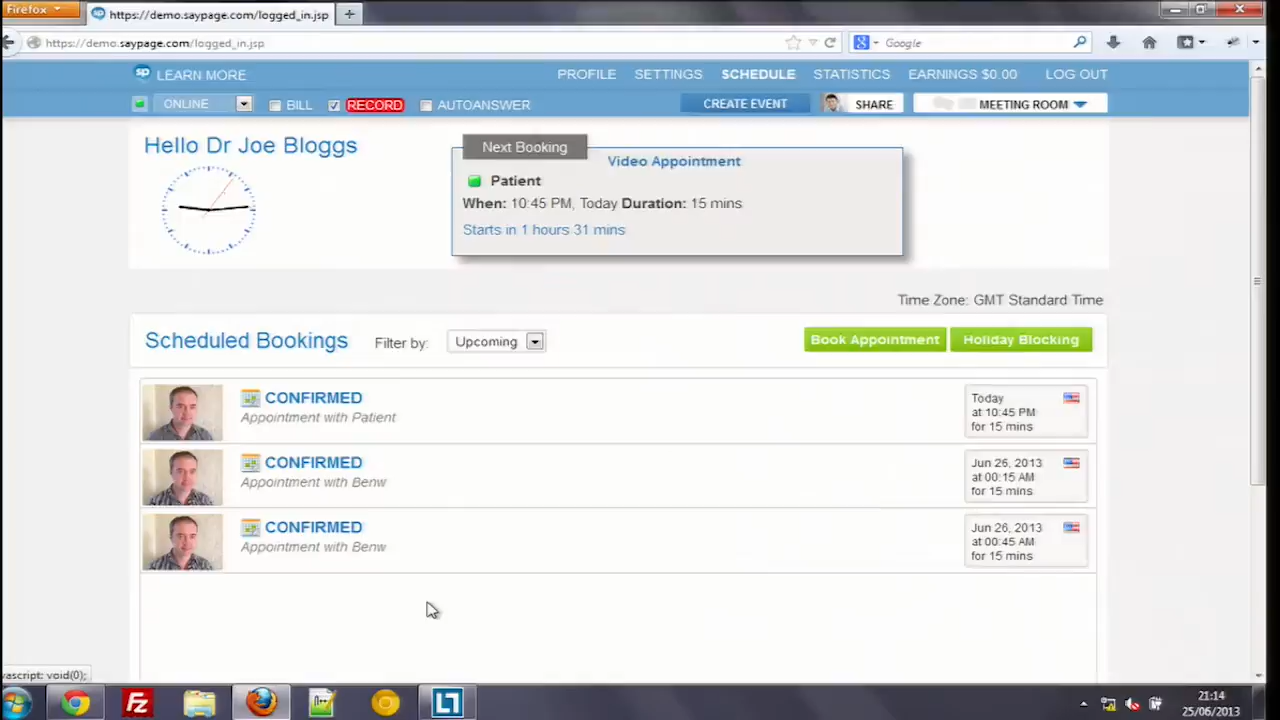 Firefox
https://demo.saypage.com/logged_in.jsp
https://demo.saypage.com/logged_in.jsp
Google
sp LEARN MORE
PROFILE SETTINGS SCHEDULE STATISTICS EARNINGS $0.00 LOG OUT
ONLINE BILL RECORD AUTOANSWER CREATE EVENT SHARE MEETING ROOM
Hello Dr Joe Bloggs
Next Booking
Video Appointment
Patient
When: 10:45 PM, Today Duration: 15 mins
Starts in 1 hours 31 mins
Time Zone: GMT Standard Time
Scheduled Bookings Filter by: Upcoming Book Appointment Holiday Blocking
CONFIRMED
Appointment with Patient
Today
at 10:45 PM
for 15 mins
CONFIRMED
Appointment with Benw
Jun 26, 2013
at 00:15 AM
for 15 mins
CONFIRMED
Appointment with Benw
Jun 26, 2013
at 00:45 AM
for 15 mins
vascript: void(0);
21:14
25/06/2013